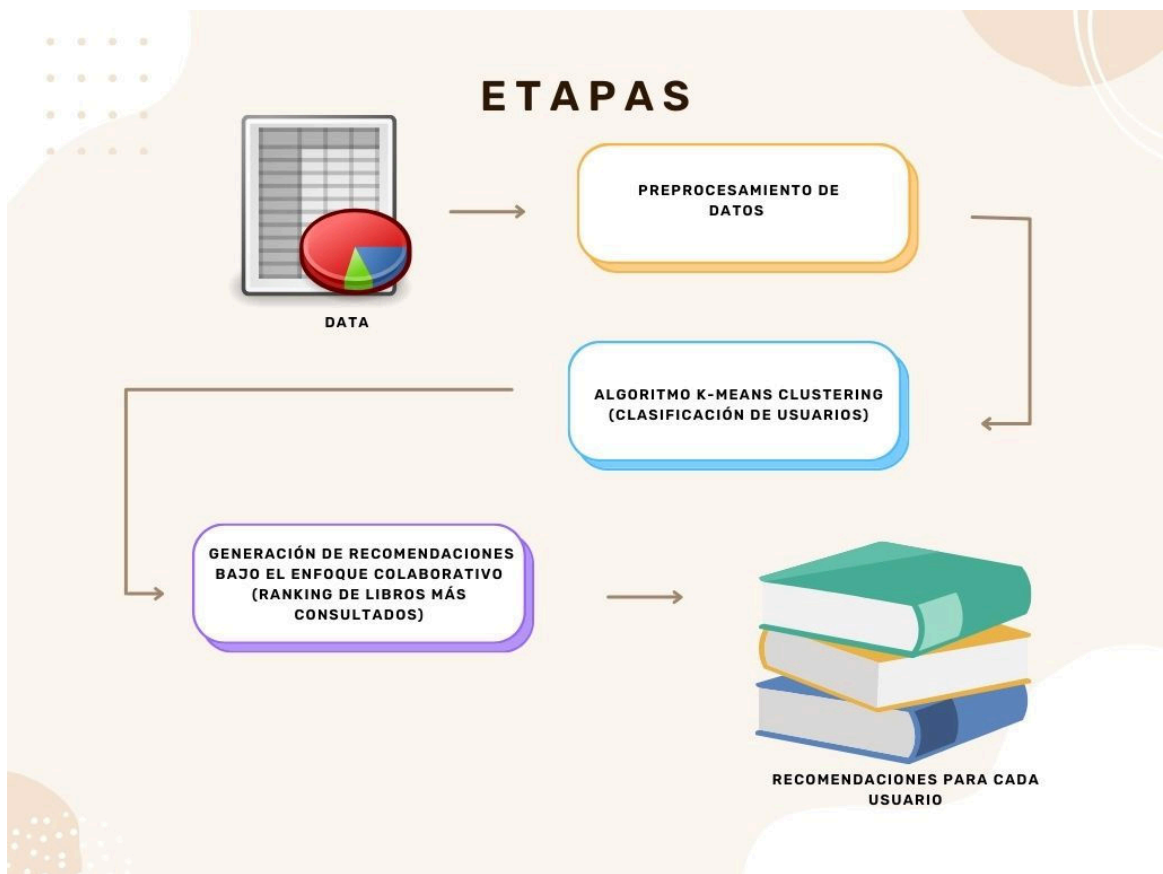 ETAPAS
DATA
PREPROCESAMIENTO DE
DATOS
ALGORITMO K-MEANS CLUSTERING
(CLASIFICACIÓN DE USUARIOS)
GENERACIÓN DE RECOMENDACIONES
BAJO EL ENFOQUE COLABORATIVO
(RANKING DE LIBROS MÁS
CONSULTADOS)
RECOMENDACIONES PARA CADA
USUARIO